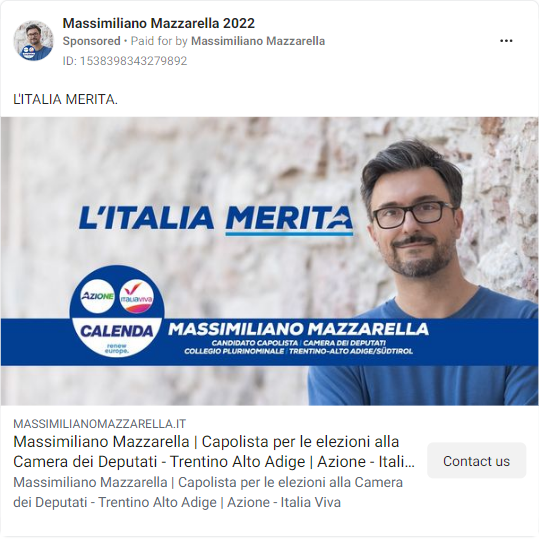 Massimiliano Mazzarella 2022
Sponsored • Paid for by Massimiliano Mazzarella
ID: 1538398343279892
L'ITALIA MERITA.
L'ITALIA MERITA
AZIONE
ITALIAVIVA
CALENDA
renew
europe.
MASSIMILIANO MAZZARELLA
CANDIDATO CAPOLISTA | CAMERA DEI DEPUTATI
COLLEGIO PLURINOMINALE | TRENTINO-ALTO ADIGE/SÜDTIROL
MASSIMILIANOMAZZARELLA.IT
Massimiliano Mazzarella | Capolista per le elezioni alla
Camera dei Deputati - Trentino Alto Adige | Azione - Itali...
Massimiliano Mazzarella | Capolista per le elezioni alla Camera
dei Deputati - Trentino Alto Adige | Azione - Italia Viva
Contact us